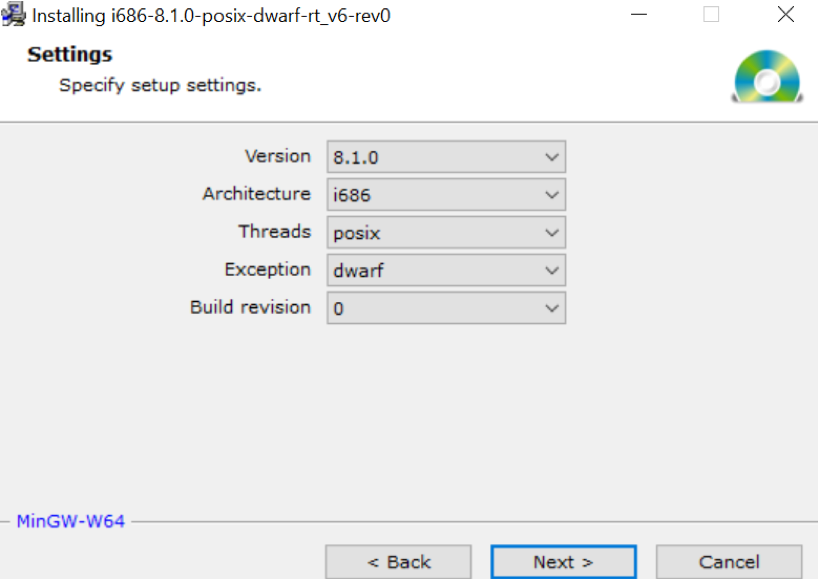 Installing i686-8.1.0-posix-dwarf-rt_v6-rev0
Settings
Specify setup settings.
Version 8.1.0
Architecture i686
Threads posix
Exception dwarf
Build revision 0
MinGW-W64
< Back Next > Cancel